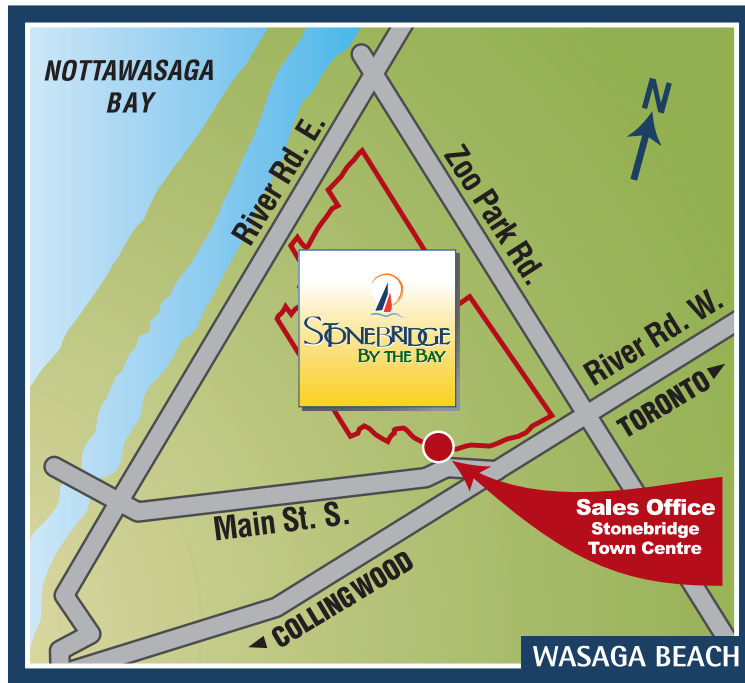 NOTTAWASAGA
BAY
N
River Rd. E.
Zoo Park Rd.
STONEBRIDGE
BY THE BAY
River Rd. W.
TORONTO
Main St. S.
Sales Office
Stonebridge
Town Centre
COLLINGWOOD
WASAGA BEACH